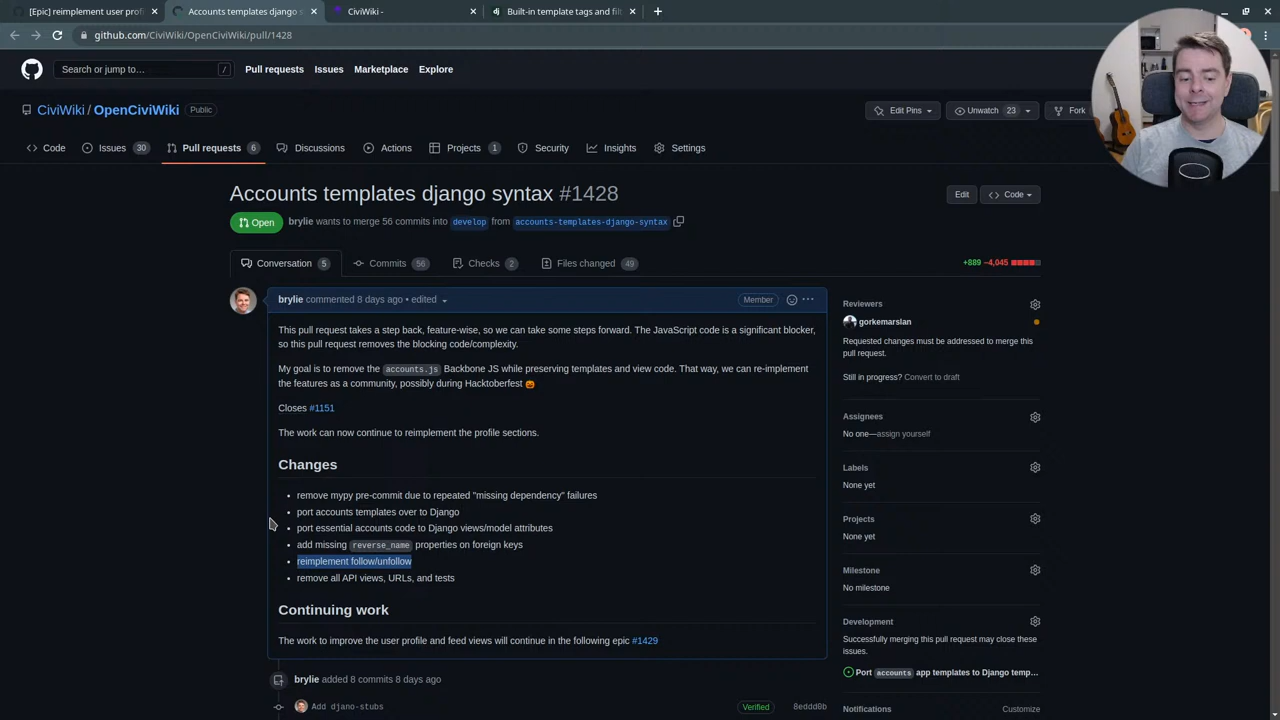 [Epic] reimplement user profi
Accounts templates django s
CiviWiki -
Built-in template tags and filt
github.com/CiviWiki/OpenCiviWiki/pull/1428
Search or jump to...
/
Pull requests
Issues
Marketplace
Explore
CiviWiki / OpenCiviWiki
Public
Edit Pins
Unwatch 23
Fork
Code
Issues 30
Pull requests 6
Discussions
Actions
Projects 1
Security
Insights
Settings
Accounts templates django syntax #1428
Edit
Code
Open
brylie wants to merge 56 commits into develop from accounts-templates-django-syntax
Conversation 5
Commits 56
Checks 2
Files changed 49
+889 −4,045
brylie commented 8 days ago • edited
Member
This pull request takes a step back, feature-wise, so we can take some steps forward. The JavaScript code is a significant blocker,
so this pull request removes the blocking code/complexity.
My goal is to remove the accounts.js Backbone JS while preserving templates and view code. That way, we can re-implement
the features as a community, possibly during Hacktoberfest 🎃
Closes #1151
The work can now continue to reimplement the profile sections.
Changes
• remove mypy pre-commit due to repeated "missing dependency" failures
• port accounts templates over to Django
• port essential accounts code to Django views/model attributes
• add missing reverse_name properties on foreign keys
• reimplement follow/unfollow
• remove all API views, URLs, and tests
Continuing work
The work to improve the user profile and feed views will continue in the following epic #1429
brylie added 8 commits 8 days ago
Add djano-stubs
Verified
8eddd0b
Reviewers
gorkemarslan
Requested changes must be addressed to merge this
pull request.
Still in progress? Convert to draft
Assignees
No one—assign yourself
Labels
None yet
Projects
None yet
Milestone
No milestone
Development
Successfully merging this pull request may close these
issues.
Port accounts app templates to Django temp...
Notifications
Customize